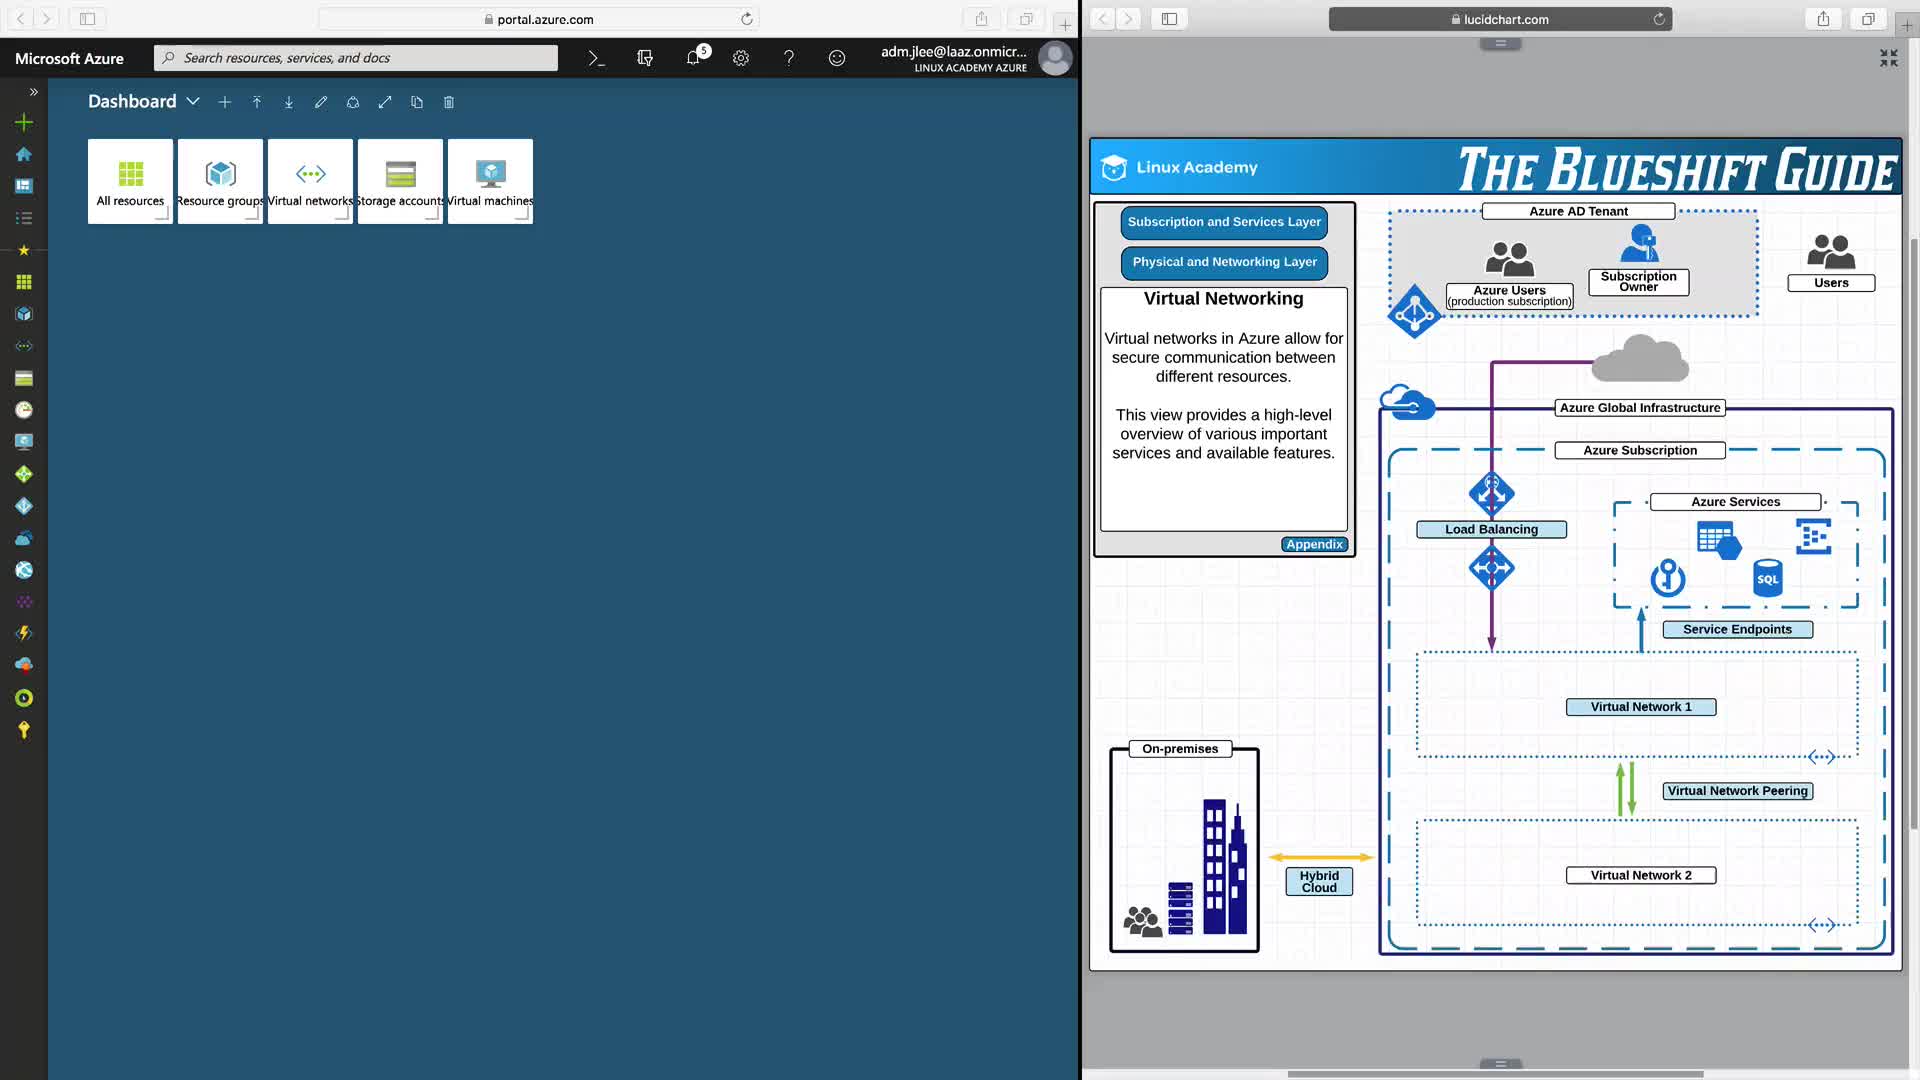 portal.azure.com
Microsoft Azure
Search resources, services, and docs
5
adm.jlee@laaz.onmicr...
LINUX ACADEMY AZURE
Dashboard
All resources
Resource groups
Virtual networks
Storage accounts
Virtual machines
lucidchart.com
Linux Academy
THE BLUESHIFT GUIDE
Subscription and Services Layer
Physical and Networking Layer
Virtual Networking
Virtual networks in Azure allow for
secure communication between
different resources.
This view provides a high-level
overview of various important
services and available features.
Appendix
Azure AD Tenant
Azure Users
(production subscription)
Subscription
Owner
Users
Azure Global Infrastructure
Azure Subscription
Load Balancing
Azure Services
SQL
Service Endpoints
Virtual Network 1
Virtual Network Peering
Virtual Network 2
On-premises
Hybrid
Cloud